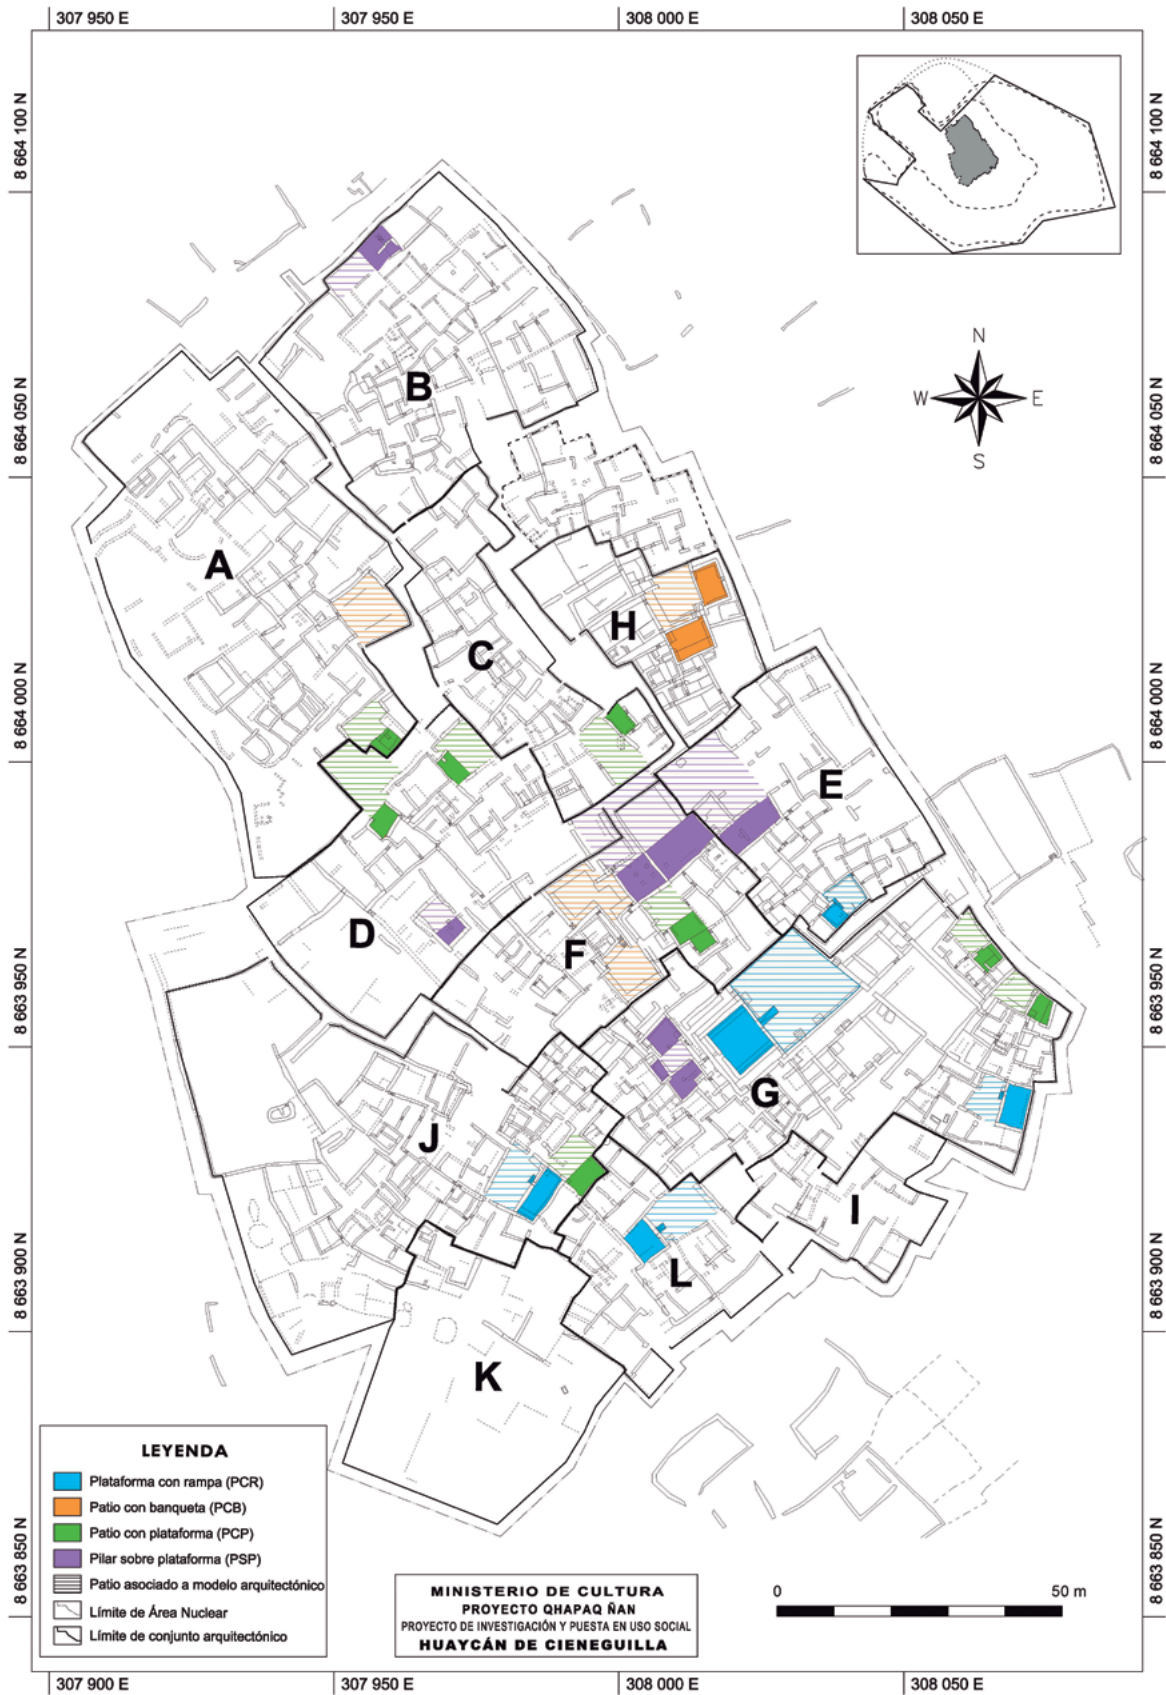 307 950 E
307 950 E
308 000 E
308 050 E
8 664 100 N
8 664 100 N
N
W
E
S
B
8 664 050 N
8 664 050 N
A
H
C
8 664 000 N
8 664 000 N
E
D
F
8 663 950 N
8 663 950 N
G
J
I
L
8 663 900 N
8 663 900 N
K
LEYENDA
Plataforma con rampa (PCR)
Patio con banqueta (PCB)
Patio con plataforma (PCP)
Pilar sobre plataforma (PSP)
Patio asociado a modelo arquitectónico
Límite de Área Nuclear
Límite de conjunto arquitectónico
8 663 850 N
8 663 850 N
MINISTERIO DE CULTURA
PROYECTO QHAPAQ ÑAN
PROYECTO DE INVESTIGACIÓN Y PUESTA EN USO SOCIAL
HUAYCÁN DE CIENEGUILLA
0
50 m
307 900 E
307 950 E
308 000 E
308 050 E